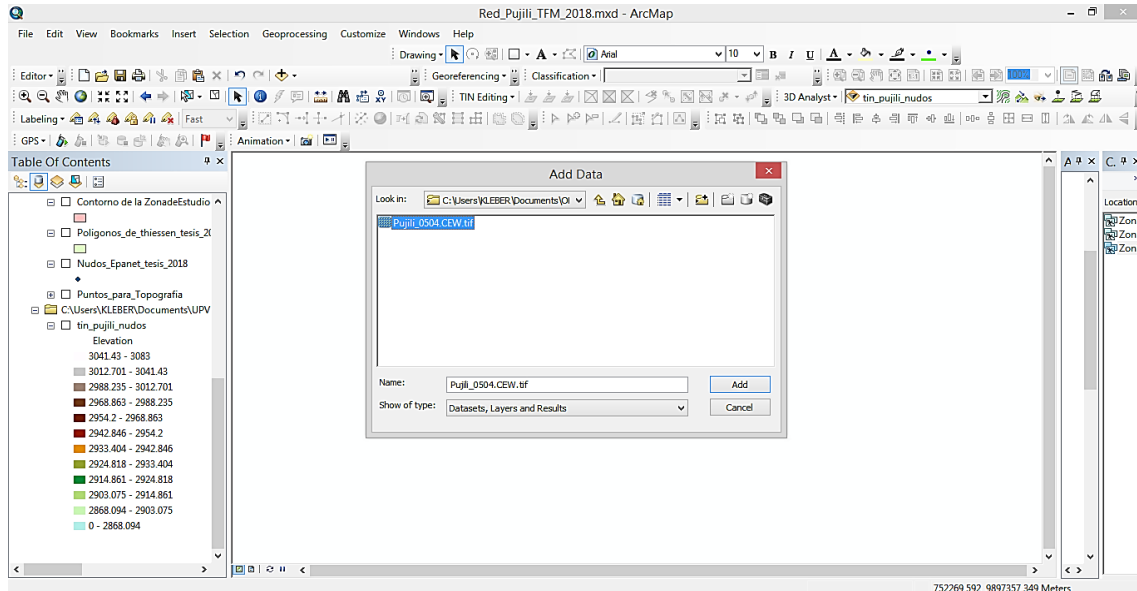 Red_Pujili_TFM_2018.mxd - ArcMap
File Edit View Bookmarks Insert Selection Geoprocessing Customize Windows Help
Drawing Arial 10 B I U A
Editor Georeferencing Classification 100%
TIN Editing 3D Analyst tin_pujili_nudos
Labeling Fast
GPS Animation
Table Of Contents
Contorno de la ZonadeEstudio
Poligonos_de_thiessen_tesis_20
Nudos_Epanet_tesis_2018
Puntos_para_Topografia
C:\Users\KLEBER\Documents\UPV
tin_pujili_nudos
Elevation
3041.43 - 3083
3012.701 - 3041.43
2988.235 - 3012.701
2968.863 - 2988.235
2954.2 - 2968.863
2942.846 - 2954.2
2933.404 - 2942.846
2924.818 - 2933.404
2914.861 - 2924.818
2903.075 - 2914.861
2868.094 - 2903.075
0 - 2868.094
Add Data
Look in: C:\Users\KLEBER\Documents\Ol
Pujili_0504.CEW.tif
Name: Pujili_0504.CEW.tif Add
Show of type: Datasets, Layers and Results Cancel
A C.
Location
Zon
Zon
Zon
752269.592 9897357.349 Meters